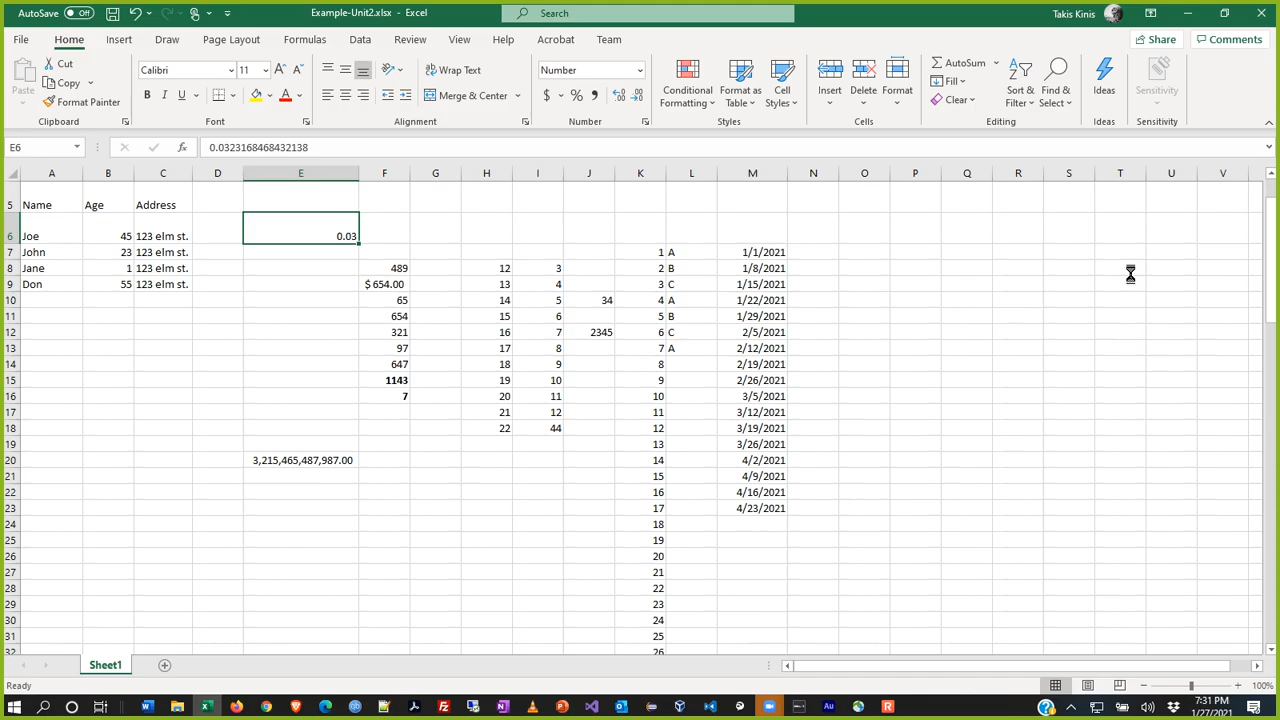 AutoSave Off Example-Unit2.xlsx - Excel Search Takis Kinis
File Home Insert Draw Page Layout Formulas Data Review View Help Acrobat Team Share Comments
Paste Cut Copy Format Painter Clipboard
Calibri 11 B I U Font
Wrap Text Merge & Center Alignment
Number $ % Number
Conditional Formatting Format as Table Cell Styles Styles
Insert Delete Format Cells
AutoSum Fill Clear Sort & Filter Find & Select Editing
Ideas Ideas
Sensitivity Sensitivity
E6 fx 0.0323168468432138
A B C D E F G H I J K L M N O P Q R S T U V
5 Name Age Address
6 Joe 45 123 elm st. 0.03
7 John 23 123 elm st. 1 A 1/1/2021
8 Jane 1 123 elm st. 489 12 3 2 B 1/8/2021
9 Don 55 123 elm st. $ 654.00 13 4 3 C 1/15/2021
10 65 14 5 34 4 A 1/22/2021
11 654 15 6 5 B 1/29/2021
12 321 16 7 2345 6 C 2/5/2021
13 97 17 8 7 A 2/12/2021
14 647 18 9 8 2/19/2021
15 1143 19 10 9 2/26/2021
16 7 20 11 10 3/5/2021
17 21 12 11 3/12/2021
18 22 44 12 3/19/2021
19 13 3/26/2021
20 3,215,465,487,987.00 14 4/2/2021
21 15 4/9/2021
22 16 4/16/2021
23 17 4/23/2021
24 18
25 19
26 20
27 21
28 22
29 23
30 24
31 25
32 26
Sheet1
Ready 100%
7:31 PM
1/27/2021